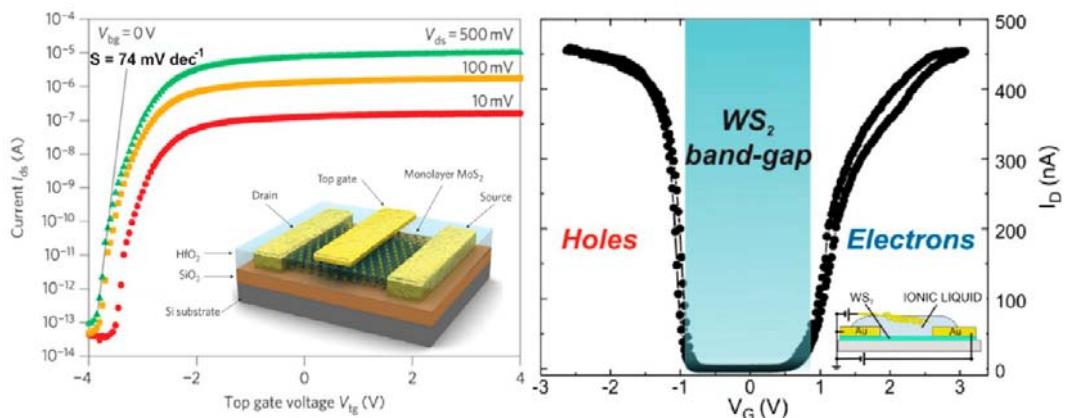 10⁻⁴
10⁻⁵
10⁻⁶
10⁻⁷
10⁻⁸
10⁻⁹
10⁻¹⁰
10⁻¹¹
10⁻¹²
10⁻¹³
10⁻¹⁴
Current I_ds (A)
V_bg = 0 V
S = 74 mV dec⁻¹
V_ds = 500 mV
100 mV
10 mV
Monolayer MoS₂
Top gate
Drain
Source
HfO₂
SiO₂
Si substrate
−4 −2 0 2 4
Top gate voltage V_tg (V)
WS₂
band-gap
Holes
Electrons
WS₂
IONIC LIQUID
Au
Au
500
400
300
200
100
0
I_D (nA)
-3 -2 -1 0 1 2 3
V_G (V)